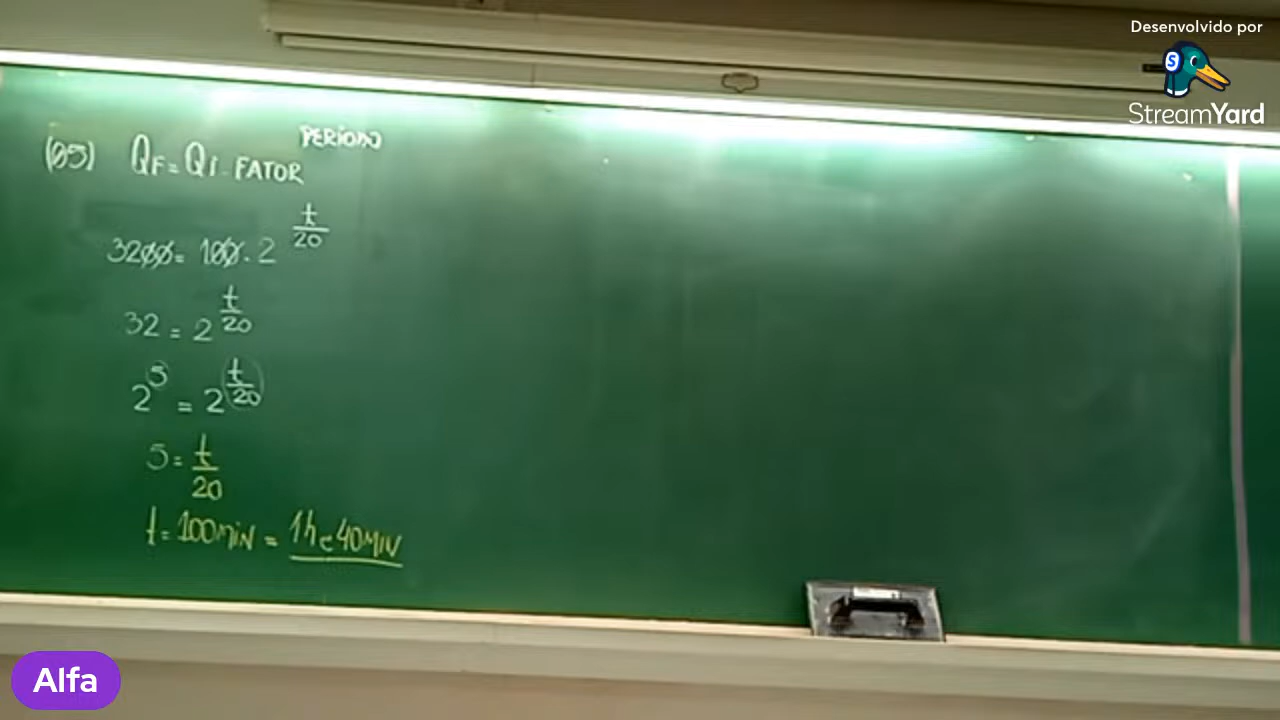 Desenvolvido por
StreamYard
PERÍODO
(05) QF = Qi . FATOR
3200 = 100 . 2^(t/20)
32 = 2^(t/20)
2^5 = 2^(t/20)
5 = t/20
t = 100MIN = 1h e 40MIN
Alfa